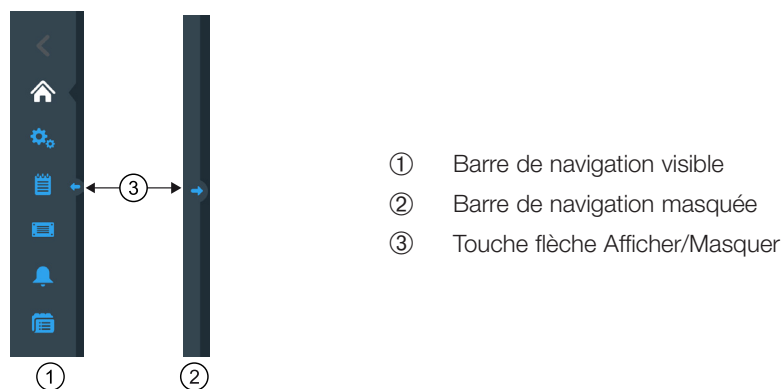 ③
① Barre de navigation visible
② Barre de navigation masquée
③ Touche flèche Afficher/Masquer
① ②